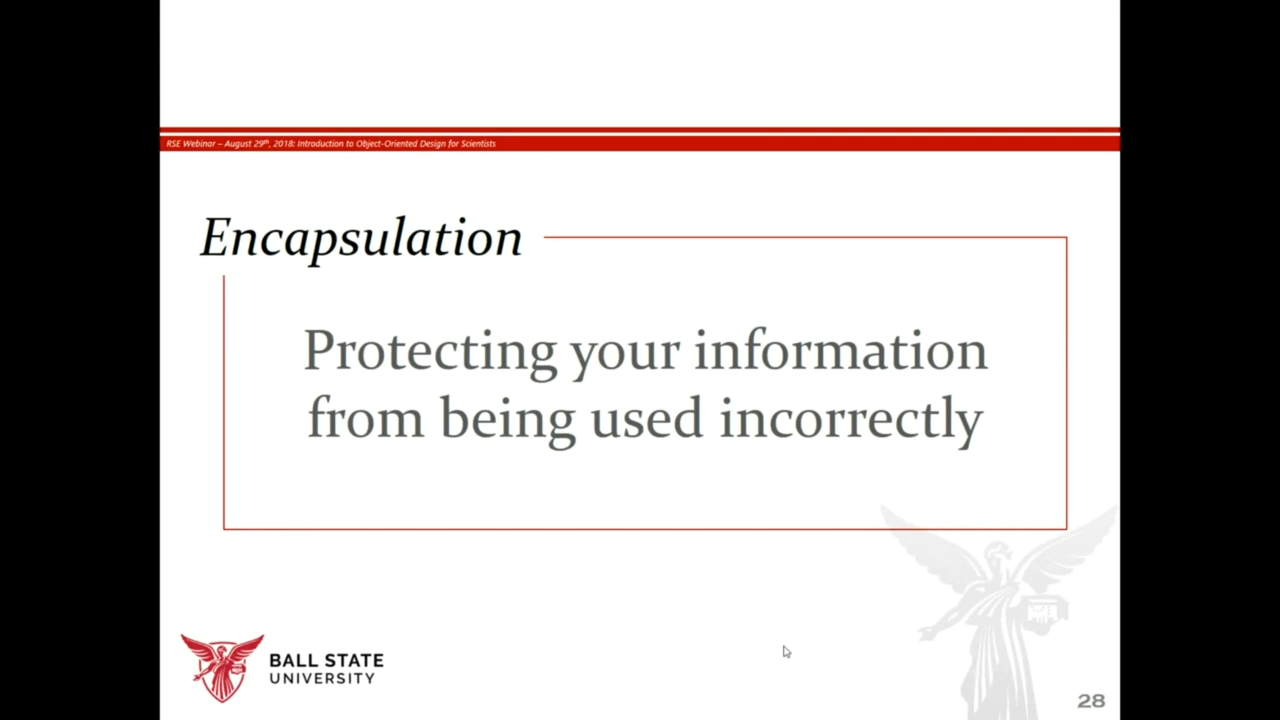 RSE Webinar – August 29th, 2018: Introduction to Object-Oriented Design for Scientists
Encapsulation
Protecting your information
from being used incorrectly
BALL STATE
UNIVERSITY
28